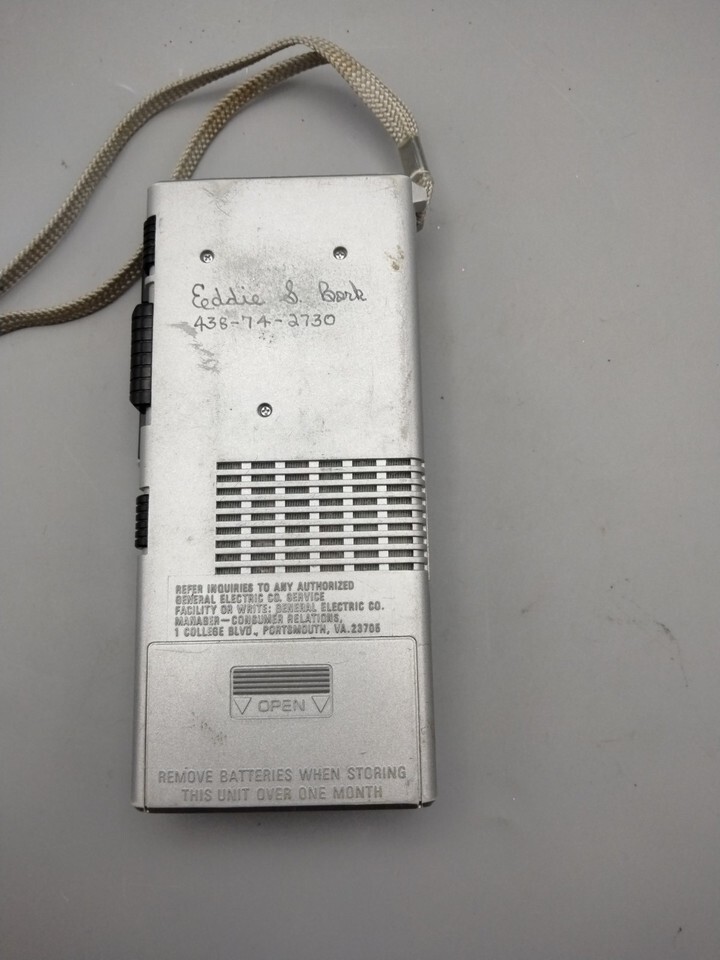 Eddie S. Bork
438-74-2730
REFER INQUIRIES TO ANY AUTHORIZED
GENERAL ELECTRIC CO. SERVICE
FACILITY OR WRITE: GENERAL ELECTRIC CO.
MANAGER—CONSUMER RELATIONS,
1 COLLEGE BLVD., PORTSMOUTH, VA. 23705
OPEN
REMOVE BATTERIES WHEN STORING
THIS UNIT OVER ONE MONTH